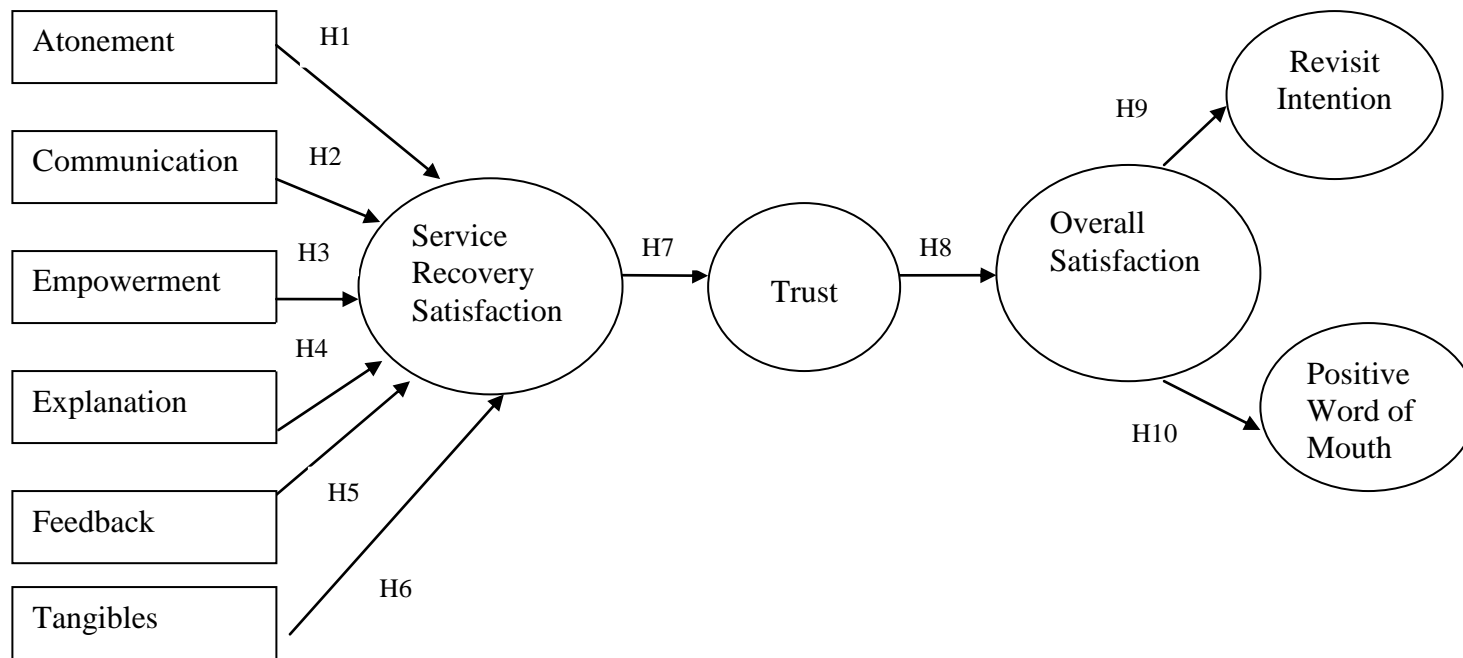 Atonement
H1
Communication
H2
Empowerment
H3
Explanation
H4
Feedback
H5
Tangibles
H6
Service
Recovery
Satisfaction
H7
Trust
H8
Overall
Satisfaction
H9
Revisit
Intention
H10
Positive
Word of
Mouth